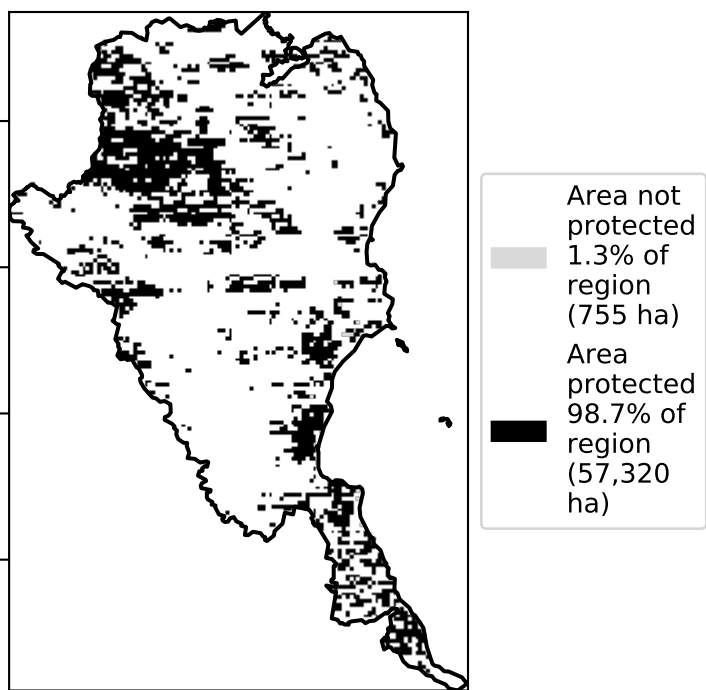 Area not
protected
1.3% of
region
(755 ha)
Area
protected
98.7% of
region
(57,320
ha)